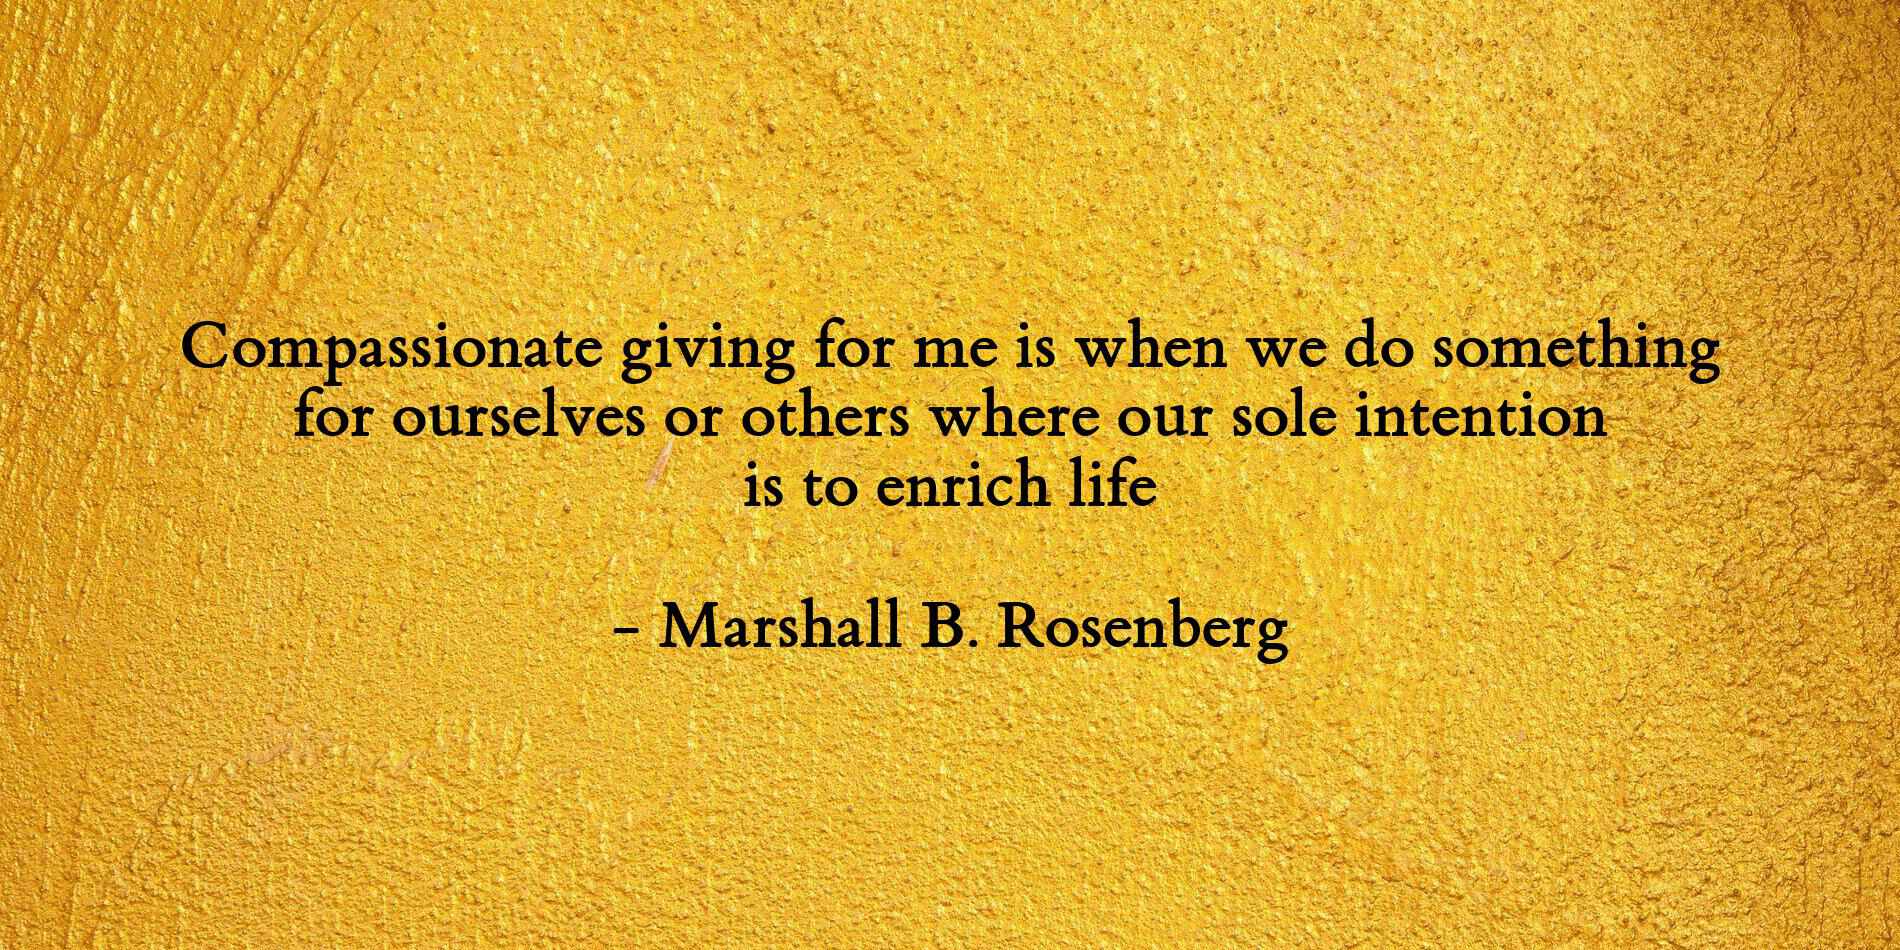 Compassionate giving for me is when we do something
for ourselves or others where our sole intention
is to enrich life
- Marshall B. Rosenberg